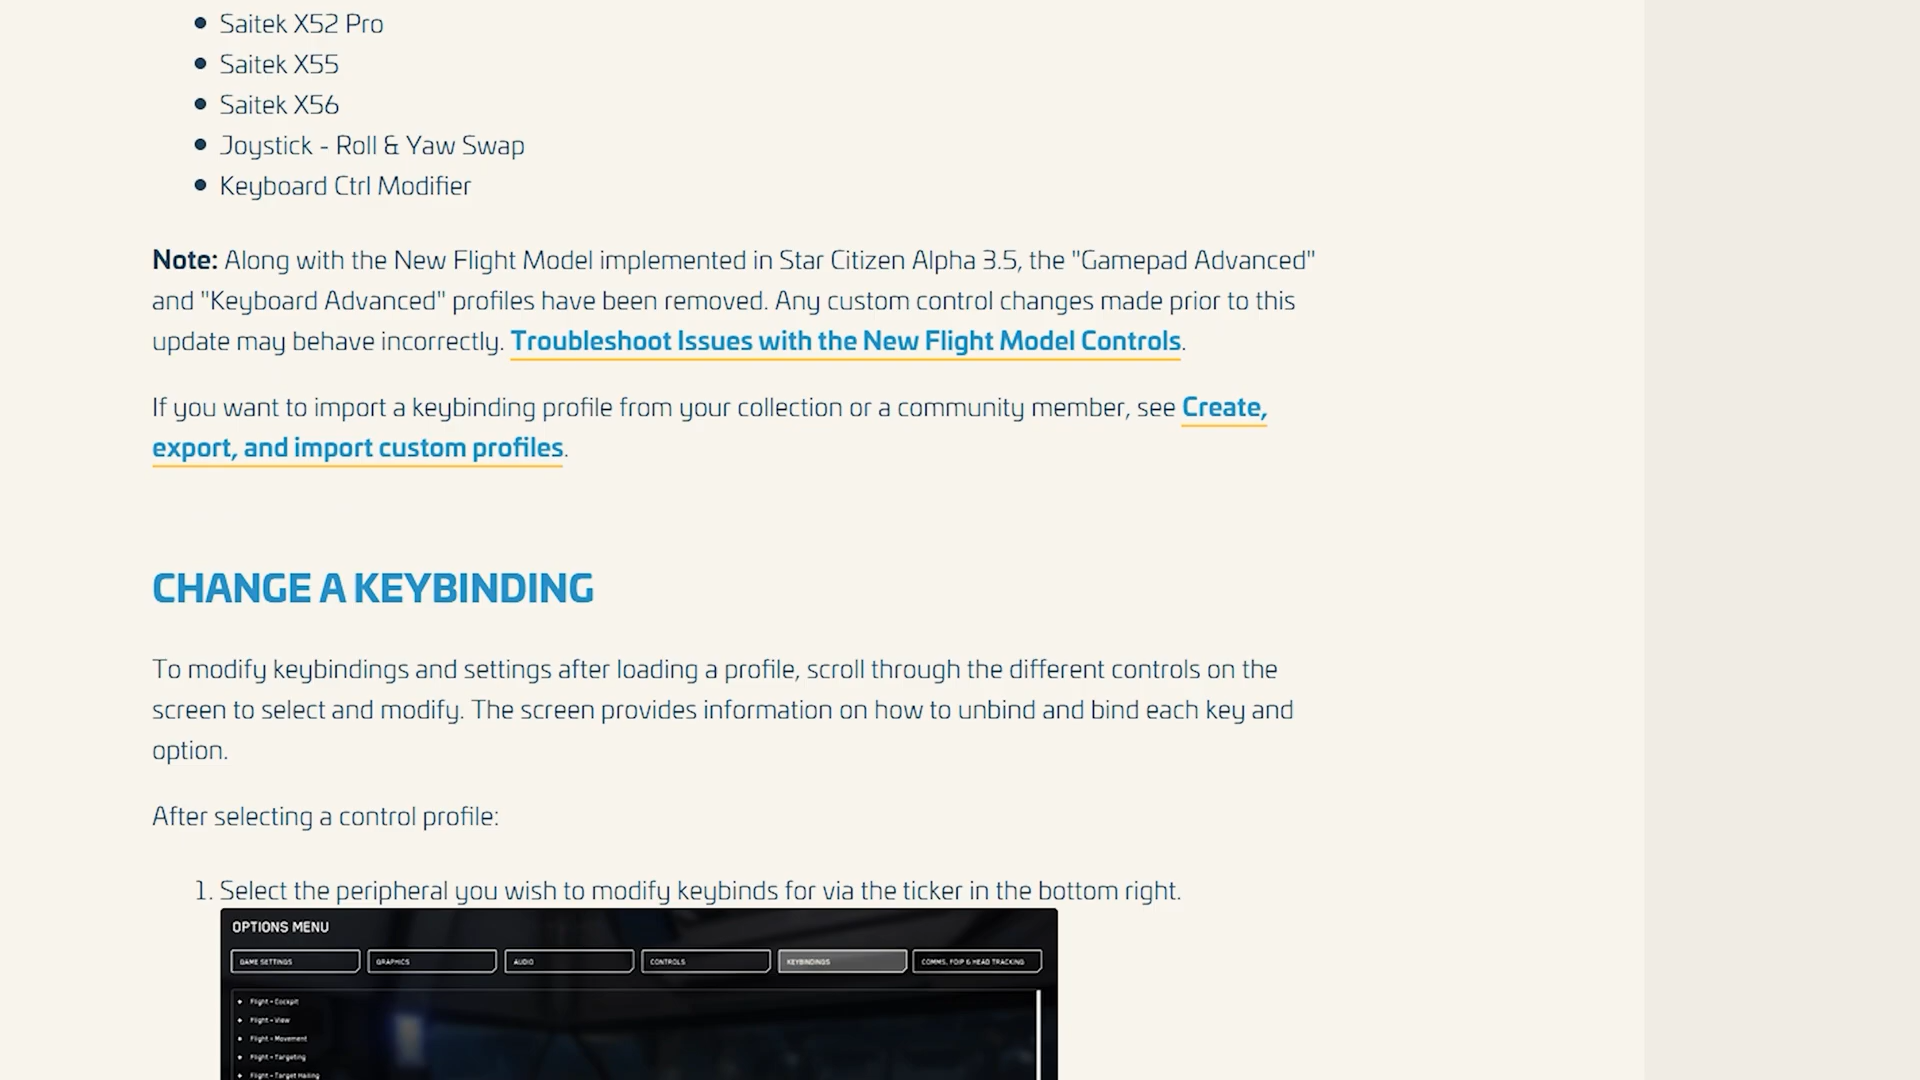 Saitek X52 Pro
Saitek X55
Saitek X56
Joystick - Roll & Yaw Swap
Keyboard Ctrl Modifier
Note: Along with the New Flight Model implemented in Star Citizen Alpha 3.5, the "Gamepad Advanced"
and "Keyboard Advanced" profiles have been removed. Any custom control changes made prior to this
update may behave incorrectly. Troubleshoot Issues with the New Flight Model Controls.
If you want to import a keybinding profile from your collection or a community member, see Create,
export, and import custom profiles.
CHANGE A KEYBINDING
To modify keybindings and settings after loading a profile, scroll through the different controls on the
screen to select and modify. The screen provides information on how to unbind and bind each key and
option.
After selecting a control profile:
1. Select the peripheral you wish to modify keybinds for via the ticker in the bottom right.
OPTIONS MENU
GAME SETTINGS GRAPHICS AUDIO CONTROLS KEYBINDINGS COMMS, FOIP & HEAD TRACKING
Flight - Cockpit
Flight - View
Flight - Movement
Flight - Targeting
Flight - Target Hailing